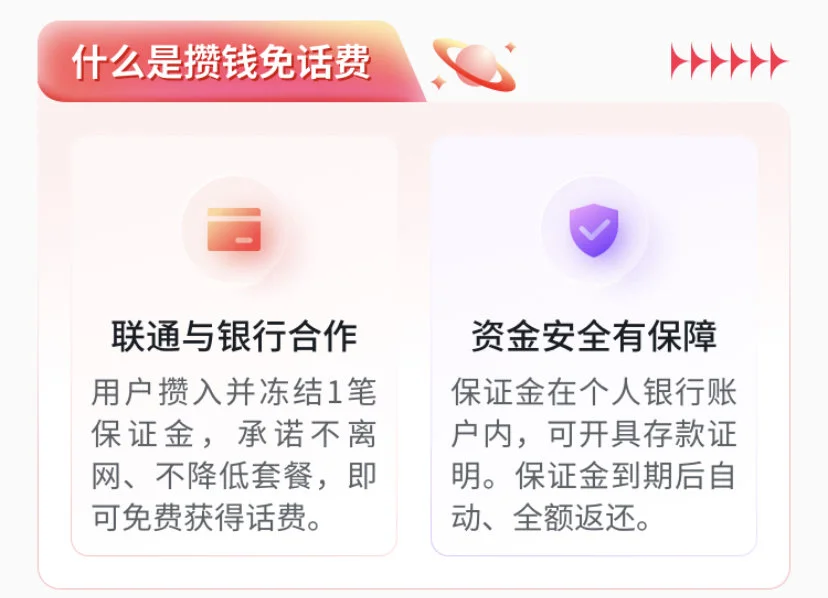 什么是攒钱免话费
联通与银行合作
用户攒入并冻结1笔
保证金，承诺不离
网、不降低套餐，即
可免费获得话费。
资金安全有保障
保证金在个人银行账
户内，可开具存款证
明。保证金到期后自
动、全额返还。